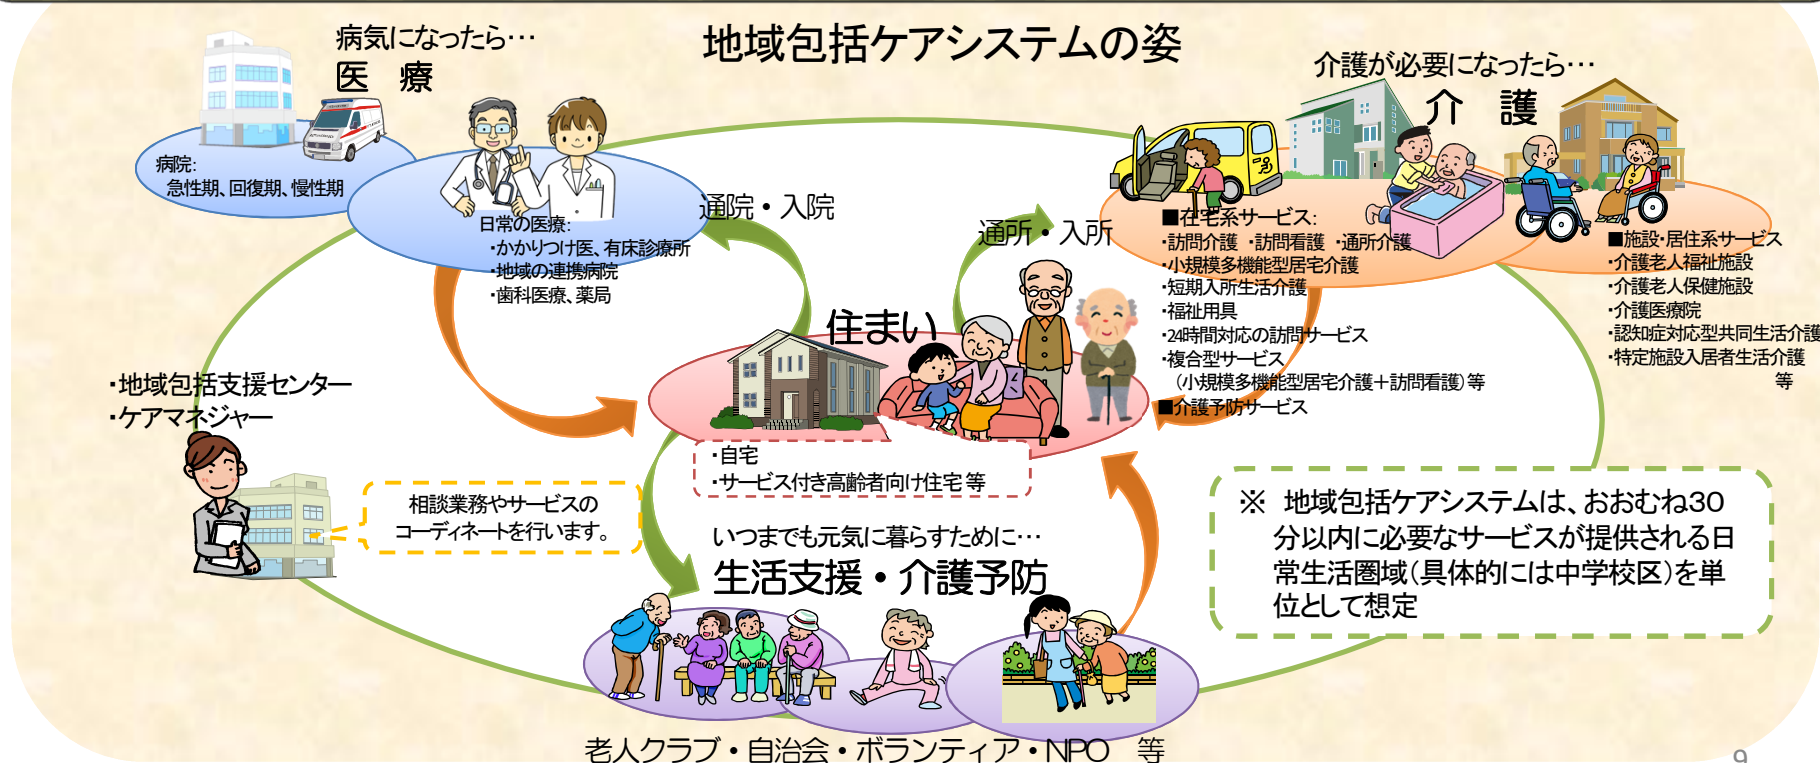 地域包括ケアシステムの姿
病気になったら…
医 療
病院:
急性期、回復期、慢性期
日常の医療:
・かかりつけ医、有床診療所
・地域の連携病院
・歯科医療、薬局
通院・入院
通所・入所
介護が必要になったら…
介 護
■在宅系サービス:
・訪問介護 ・訪問看護 ・通所介護
・小規模多機能型居宅介護
・短期入所生活介護
・福祉用具
・24時間対応の訪問サービス
・複合型サービス
(小規模多機能型居宅介護+訪問看護)等
■介護予防サービス
■施設・居住系サービス
・介護老人福祉施設
・介護老人保健施設
・介護医療院
・認知症対応型共同生活介護
・特定施設入居者生活介護
等
住まい
・自宅
・サービス付き高齢者向け住宅 等
・地域包括支援センター
・ケアマネジャー
相談業務やサービスの
コーディネートを行います。
いつまでも元気に暮らすために…
生活支援・介護予防
老人クラブ・自治会・ボランティア・NPO 等
※ 地域包括ケアシステムは、おおむね30
分以内に必要なサービスが提供される日
常生活圏域(具体的には中学校区)を単
位として想定
9